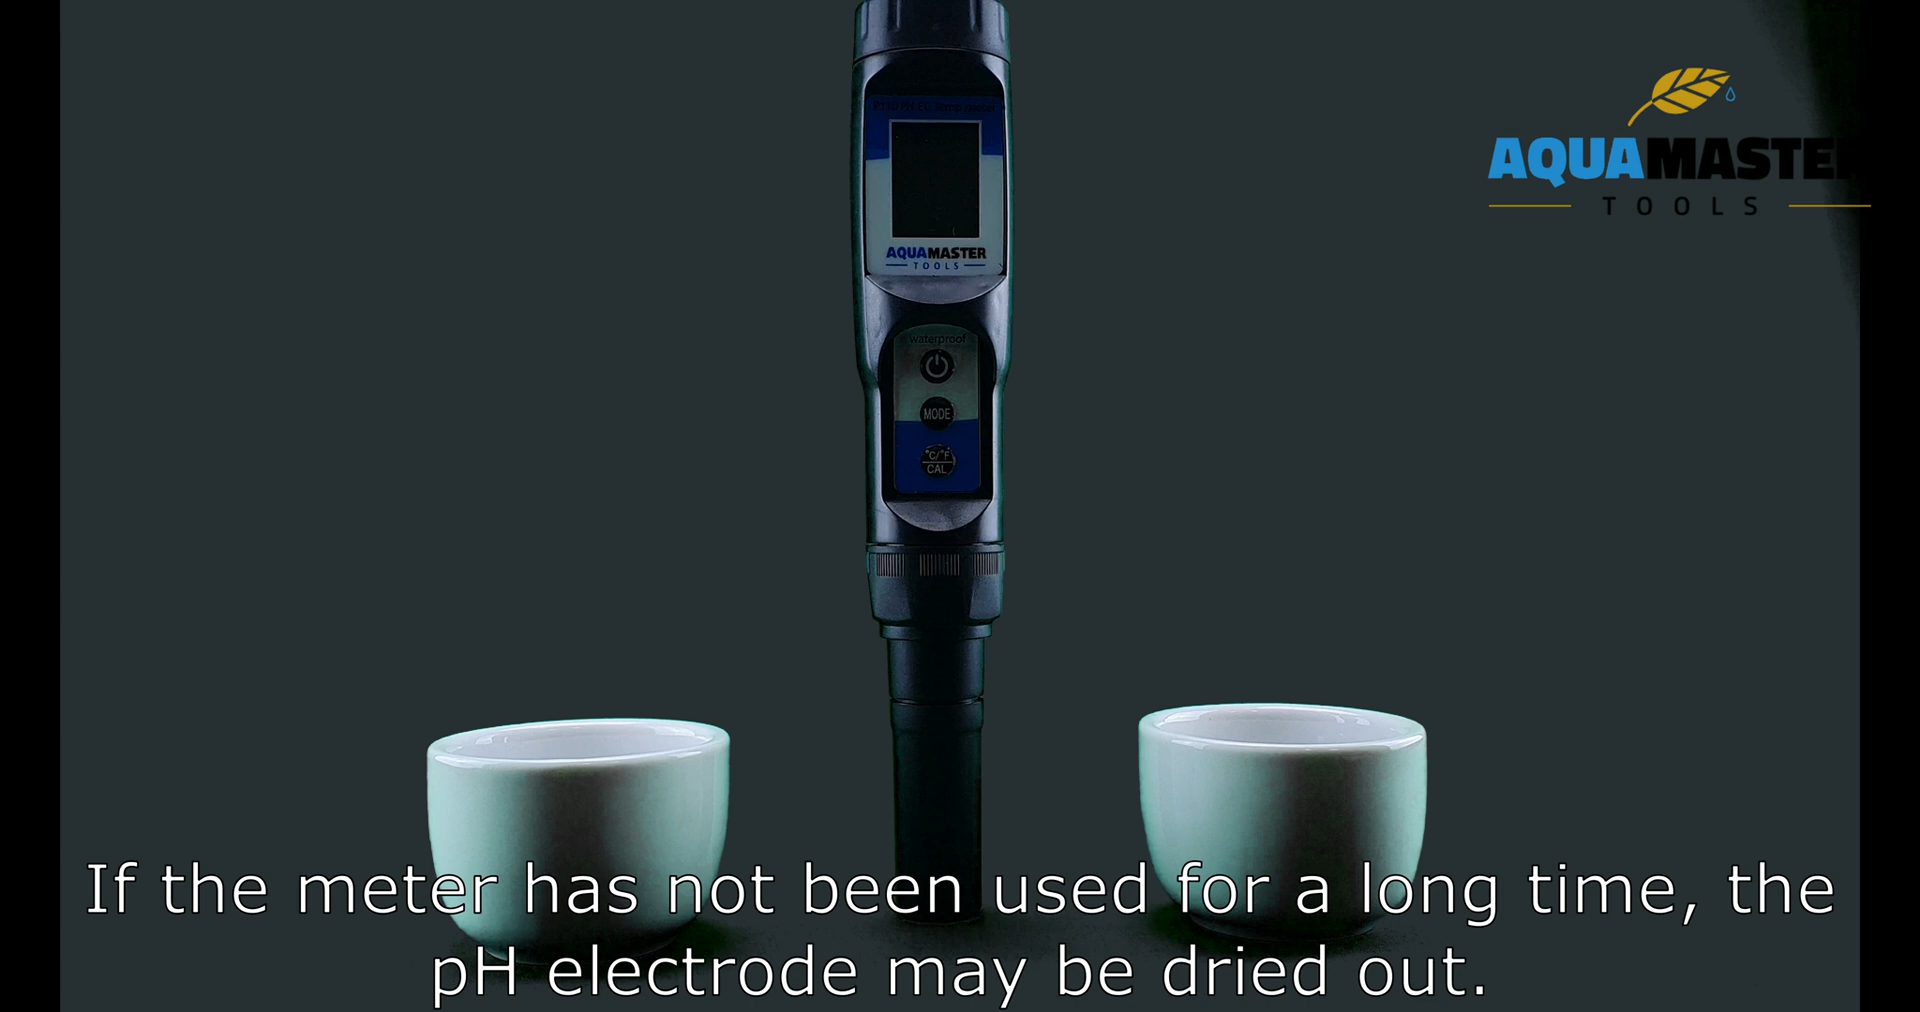 AQUAMASTER
TOOLS
AQUAMASTER
TOOLS
waterproof
MODE
°C/°F
CAL
If the meter has not been used for a long time, the
pH electrode may be dried out.